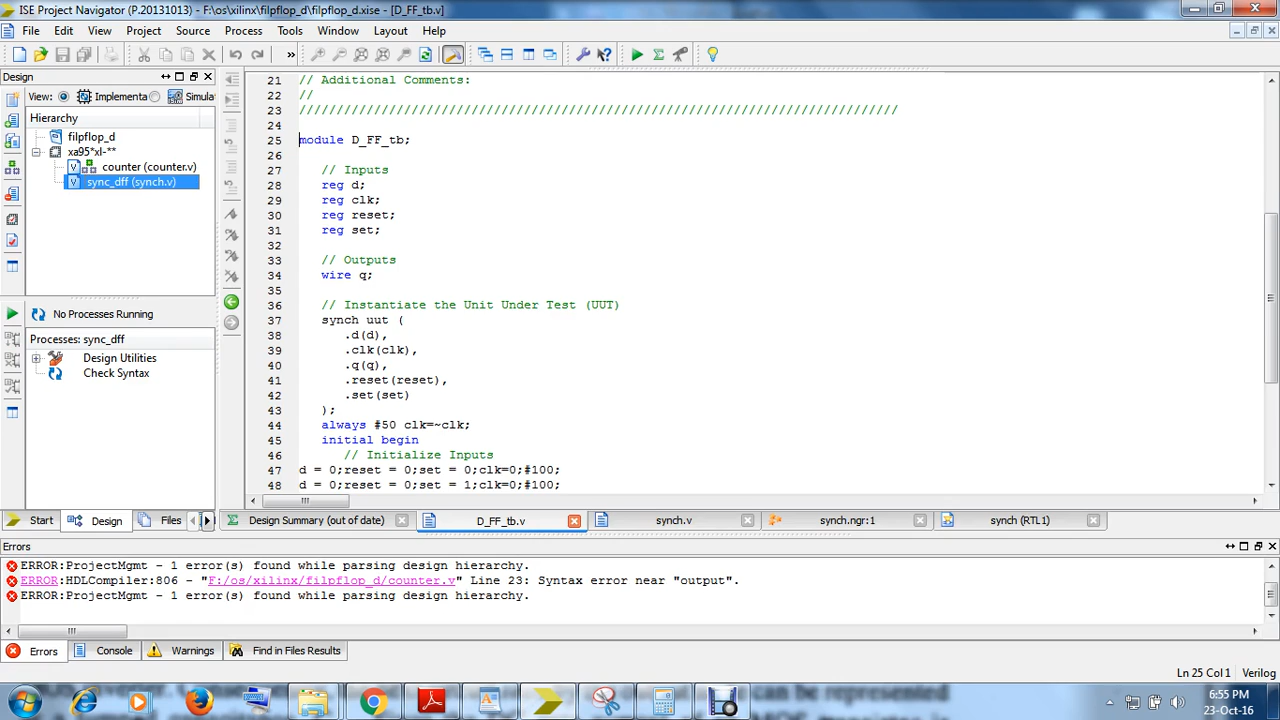 ISE Project Navigator (P.20131013) - F:\os\xilinx\filpflop_d\filpflop_d.xise - [D_FF_tb.v]
File Edit View Project Source Process Tools Window Layout Help
»
Design
View: Implementa Simula
Hierarchy
filpflop_d
xa95*xl-**
counter (counter.v)
sync_dff (synch.v)
No Processes Running
Processes: sync_dff
Design Utilities
Check Syntax
21 // Additional Comments:
22 //
23 ////////////////////////////////////////////////////////////////////////////////
24
25 module D_FF_tb;
26
27 // Inputs
28 reg d;
29 reg clk;
30 reg reset;
31 reg set;
32
33 // Outputs
34 wire q;
35
36 // Instantiate the Unit Under Test (UUT)
37 synch uut (
38 .d(d),
39 .clk(clk),
40 .q(q),
41 .reset(reset),
42 .set(set)
43 );
44 always #50 clk=~clk;
45 initial begin
46 // Initialize Inputs
47 d = 0;reset = 0;set = 0;clk=0;#100;
48 d = 0;reset = 0;set = 1;clk=0;#100;
Start Design Files
Design Summary (out of date) D_FF_tb.v synch.v synch.ngr:1 synch (RTL1)
Errors
ERROR:ProjectMgmt - 1 error(s) found while parsing design hierarchy.
ERROR:HDLCompiler:806 - "F:/os/xilinx/filpflop_d/counter.v" Line 23: Syntax error near "output".
ERROR:ProjectMgmt - 1 error(s) found while parsing design hierarchy.
Errors Console Warnings Find in Files Results
Ln 25 Col 1 Verilog
6:55 PM
23-Oct-16